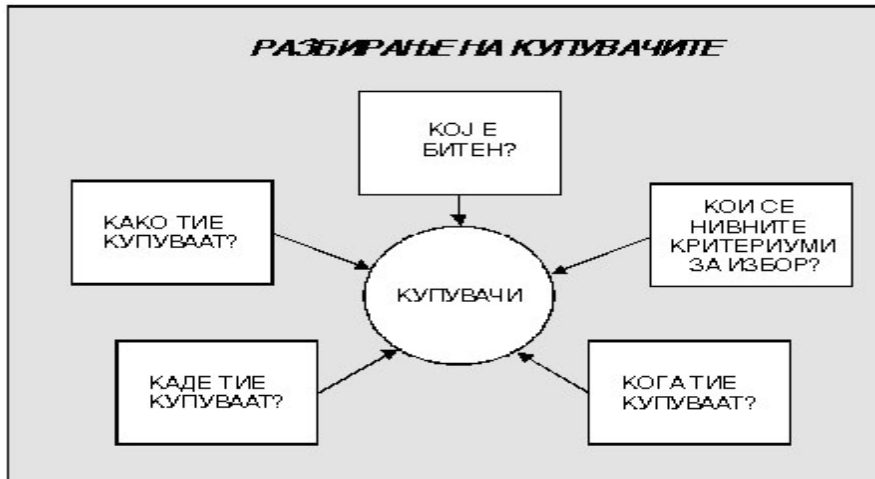 РАЗБИРАЊЕ НА КУПУВАЧИТЕ
КОЈ Е
БИТЕН?
КАКО ТИЕ
КУПУВААТ?
КОИ СЕ
НИВНИТЕ
КРИТЕРИУМИ
ЗА ИЗБОР?
КУПУВАЧИ
КАДЕ ТИЕ
КУПУВААТ?
КОГА ТИЕ
КУПУВААТ?